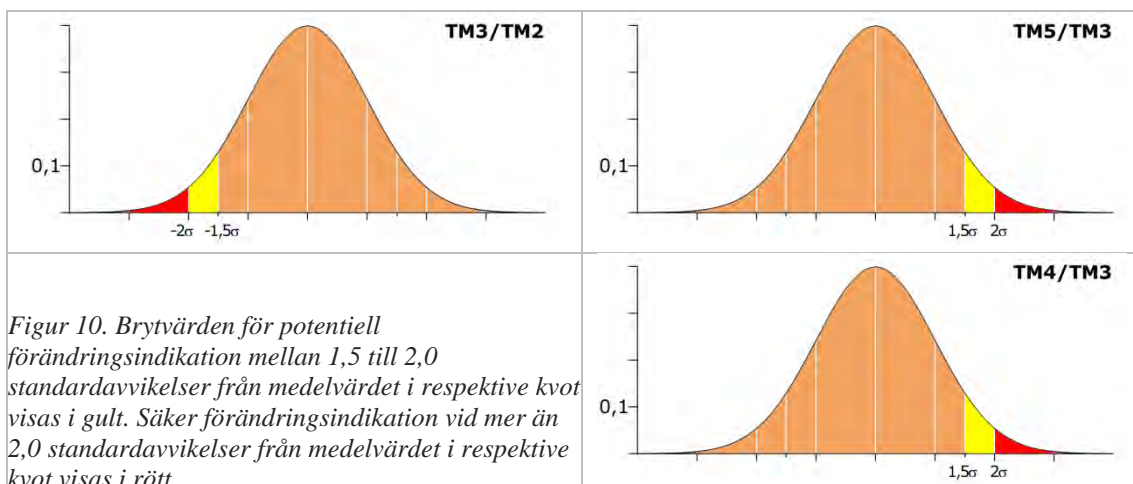 TM3/TM2
0,1
-2σ -1,5σ
TM5/TM3
0,1
1,5σ 2σ
Figur 10. Brytvärden för potentiell
förändringsindikation mellan 1,5 till 2,0
standardavvikelser från medelvärdet i respektive kvot
visas i gult. Säker förändringsindikation vid mer än
2,0 standardavvikelser från medelvärdet i respektive
kvot visas i rött
TM4/TM3
0,1
1,5σ 2σ